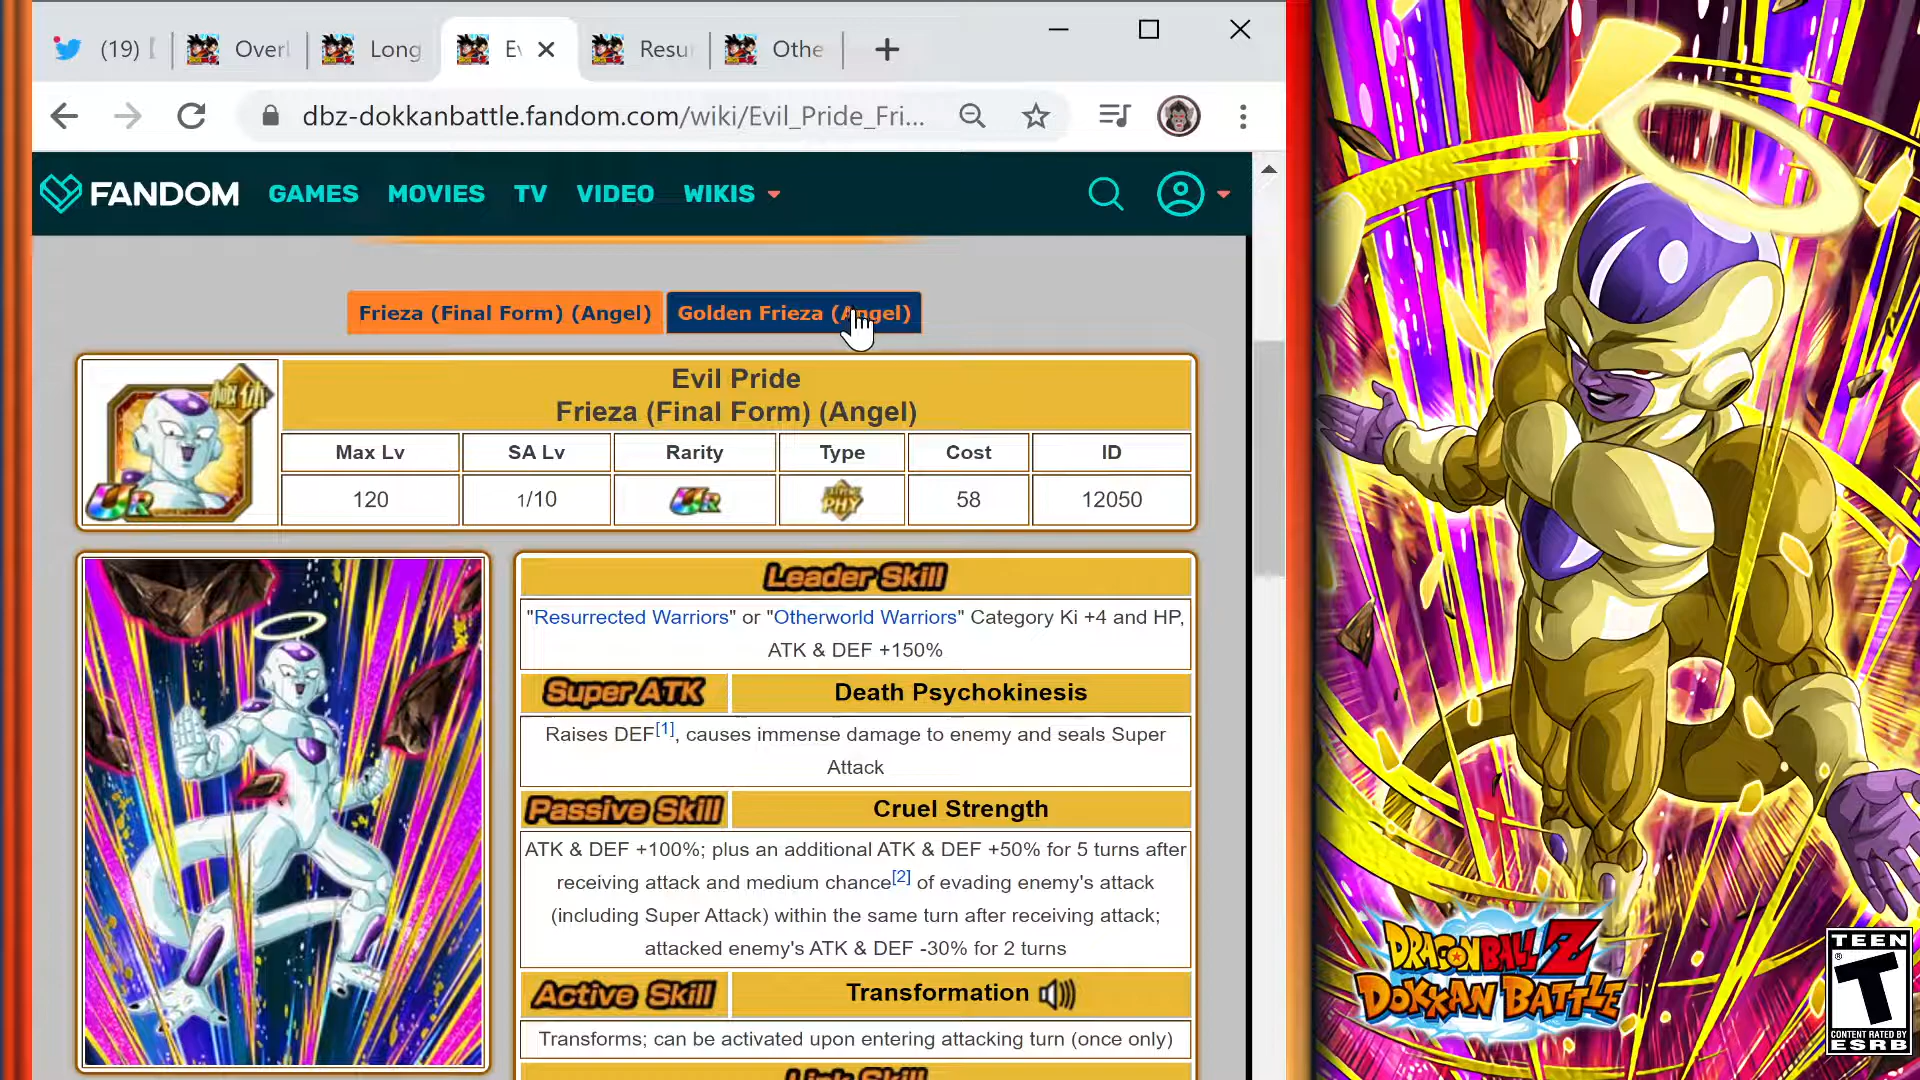 (19)
Over
Long
Ev
Resu
Othe
dbz-dokkanbattle.fandom.com/wiki/Evil_Pride_Fri...
FANDOM
GAMES
MOVIES
TV
VIDEO
WIKIS
Frieza (Final Form) (Angel)
Golden Frieza (Angel)
Evil Pride
Frieza (Final Form) (Angel)
Max Lv
SA Lv
Rarity
Type
Cost
ID
120
1/10
UR
EXTREME PHY
58
12050
UR
Leader Skill
"Resurrected Warriors" or "Otherworld Warriors" Category Ki +4 and HP,
ATK & DEF +150%
Super ATK
Death Psychokinesis
Raises DEF[1], causes immense damage to enemy and seals Super
Attack
Passive Skill
Cruel Strength
ATK & DEF +100%; plus an additional ATK & DEF +50% for 5 turns after
receiving attack and medium chance[2] of evading enemy's attack
(including Super Attack) within the same turn after receiving attack;
attacked enemy's ATK & DEF -30% for 2 turns
Active Skill
Transformation
Transforms; can be activated upon entering attacking turn (once only)
Link Skill
DRAGON BALL Z
DOKKAN BATTLE
TEEN
T
®
CONTENT RATED BY
ESRB